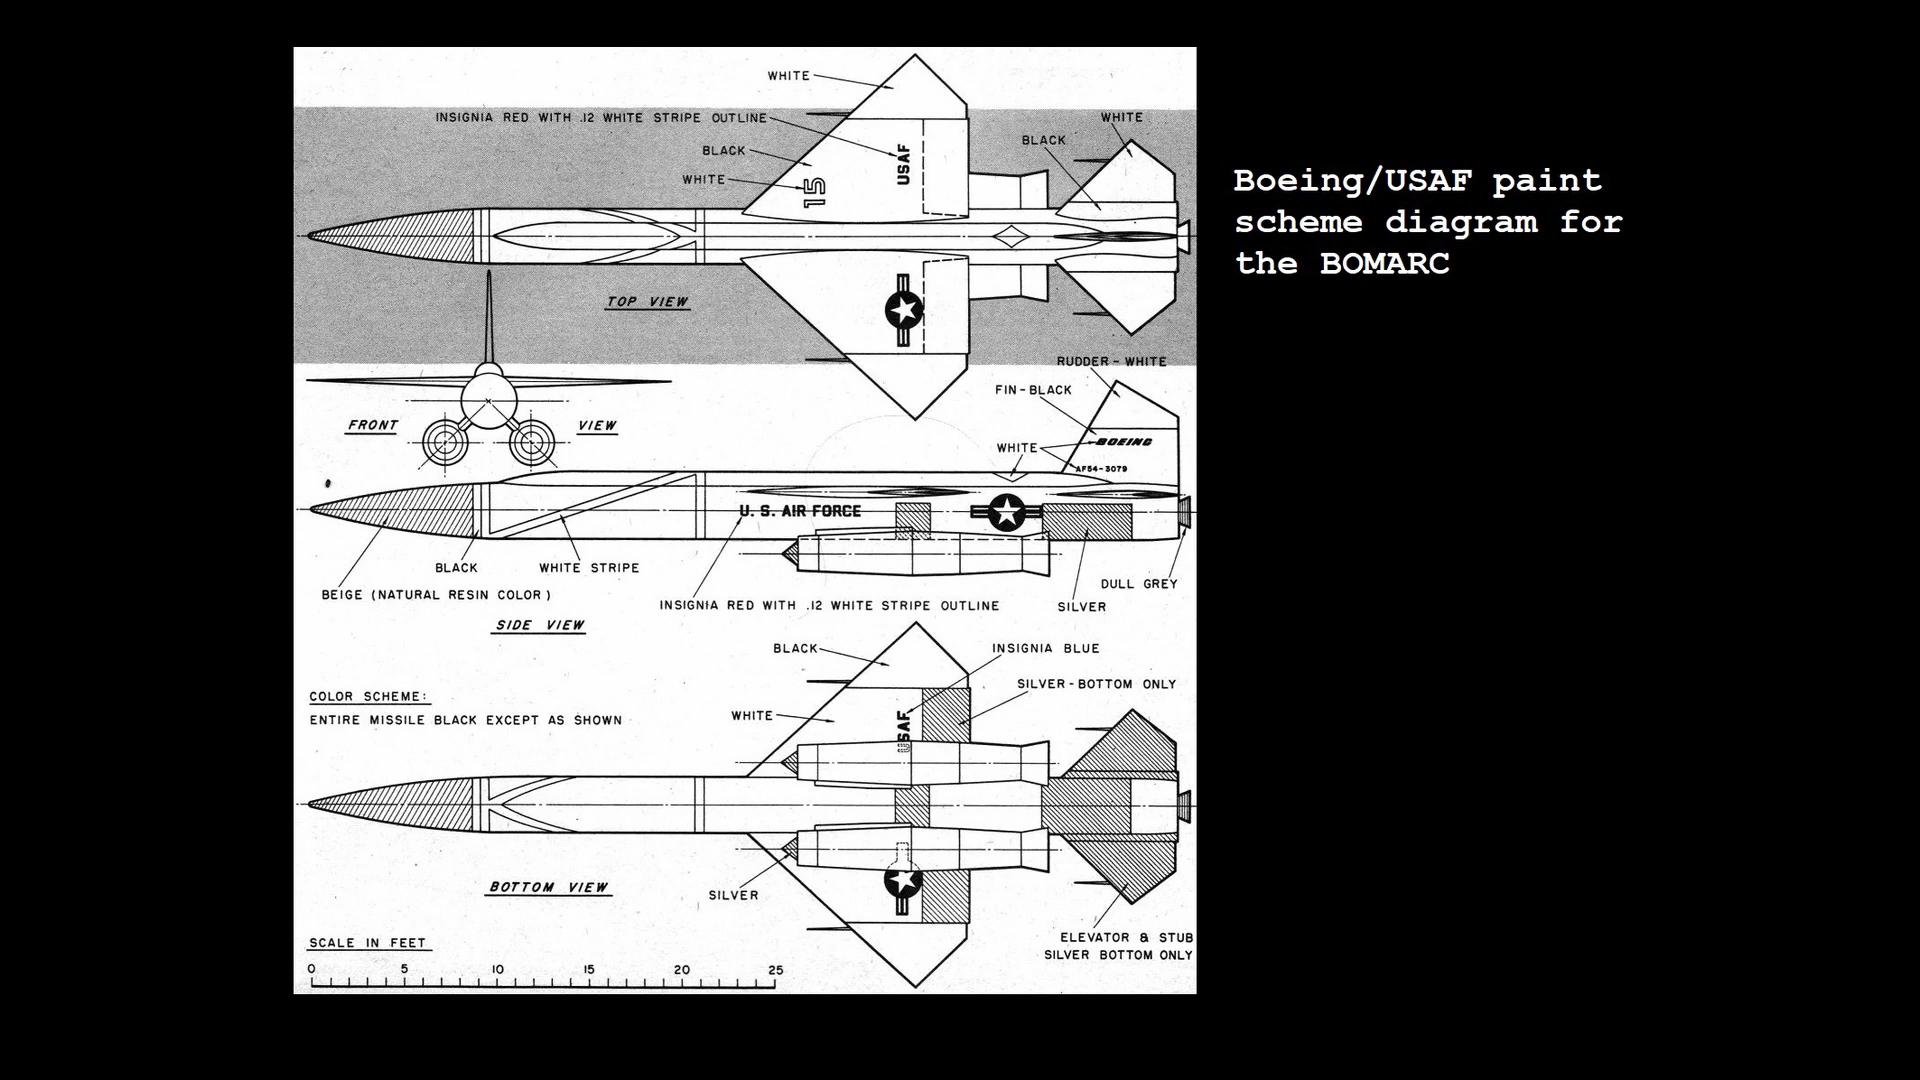 WHITE
INSIGNIA RED WITH .12 WHITE STRIPE OUTLINE
WHITE
BLACK
BLACK
WHITE
15
USAF
TOP VIEW
Boeing/USAF paint
scheme diagram for
the BOMARC
RUDDER-WHITE
FIN-BLACK
FRONT VIEW
WHITE
BOEING
AF54-3079
U. S. AIR FORCE
BLACK
WHITE STRIPE
DULL GREY
BEIGE (NATURAL RESIN COLOR)
INSIGNIA RED WITH .12 WHITE STRIPE OUTLINE
SILVER
SIDE VIEW
BLACK
INSIGNIA BLUE
SILVER-BOTTOM ONLY
COLOR SCHEME:
ENTIRE MISSILE BLACK EXCEPT AS SHOWN
WHITE
USAF
BOTTOM VIEW
SILVER
ELEVATOR & STUB
SILVER BOTTOM ONLY
SCALE IN FEET
0 5 10 15 20 25